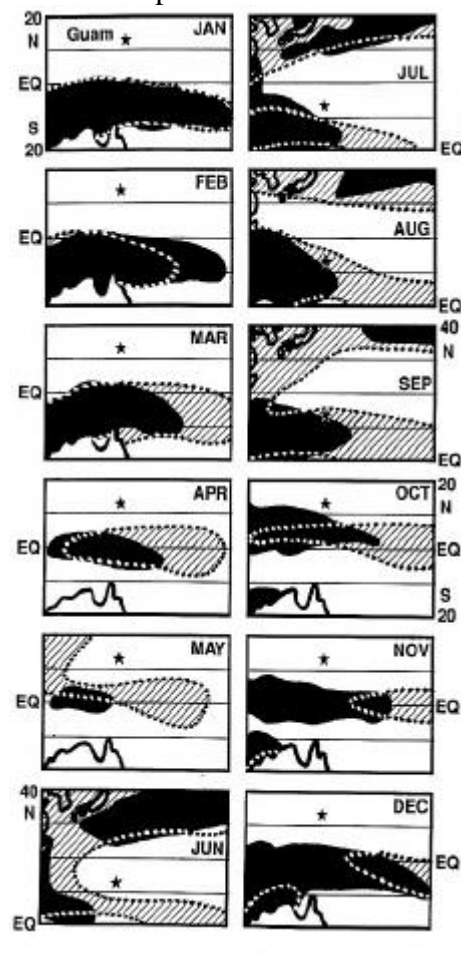 20
N
Guam
JAN
EQ
S
20
JUL
EQ
FEB
EQ
AUG
EQ
MAR
EQ
40
N
SEP
EQ
APR
EQ
20
OCT
N
EQ
S
20
MAY
EQ
NOV
EQ
40
N
JUN
EQ
DEC
EQ